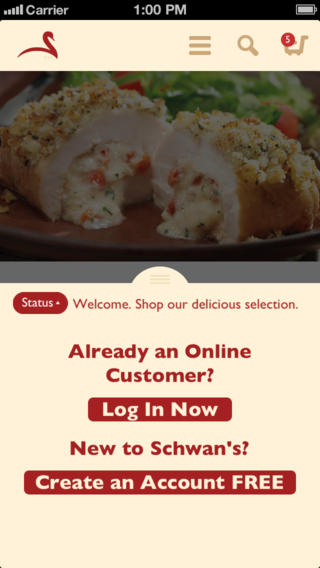 Carrier 1:00 PM
5
Status Welcome. Shop our delicious selection.
Already an Online
Customer?
Log In Now
New to Schwan's?
Create an Account FREE